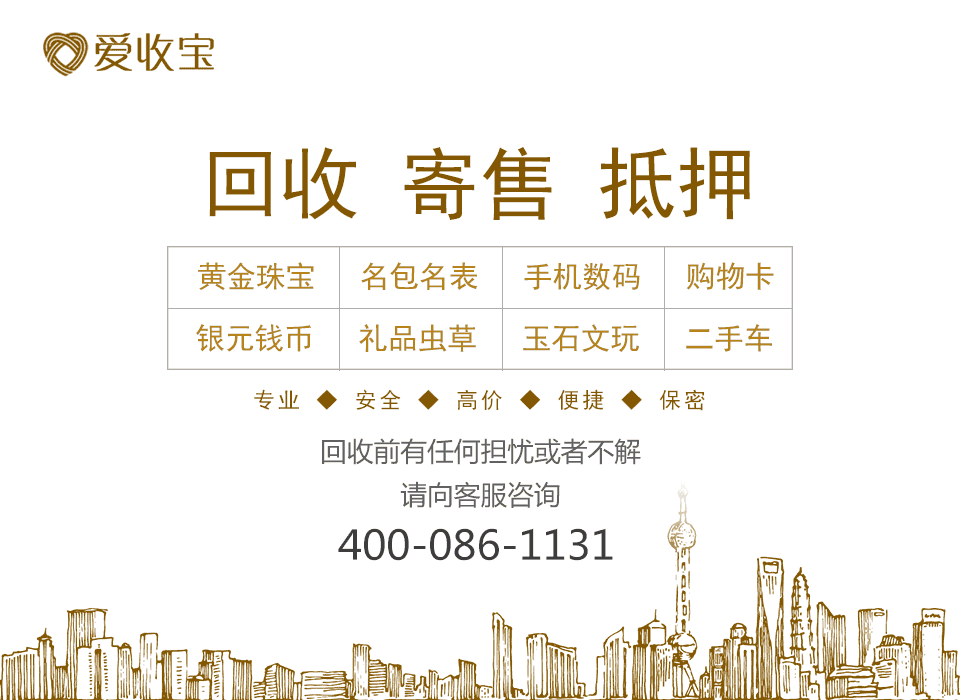 爱收宝
回收 寄售 抵押
黄金珠宝 名包名表 手机数码 购物卡
银元钱币 礼品虫草 玉石文玩 二手车
专业 ◆ 安全 ◆ 高价 ◆ 便捷 ◆ 保密
回收前有任何担忧或者不解
请向客服咨询
400-086-1131